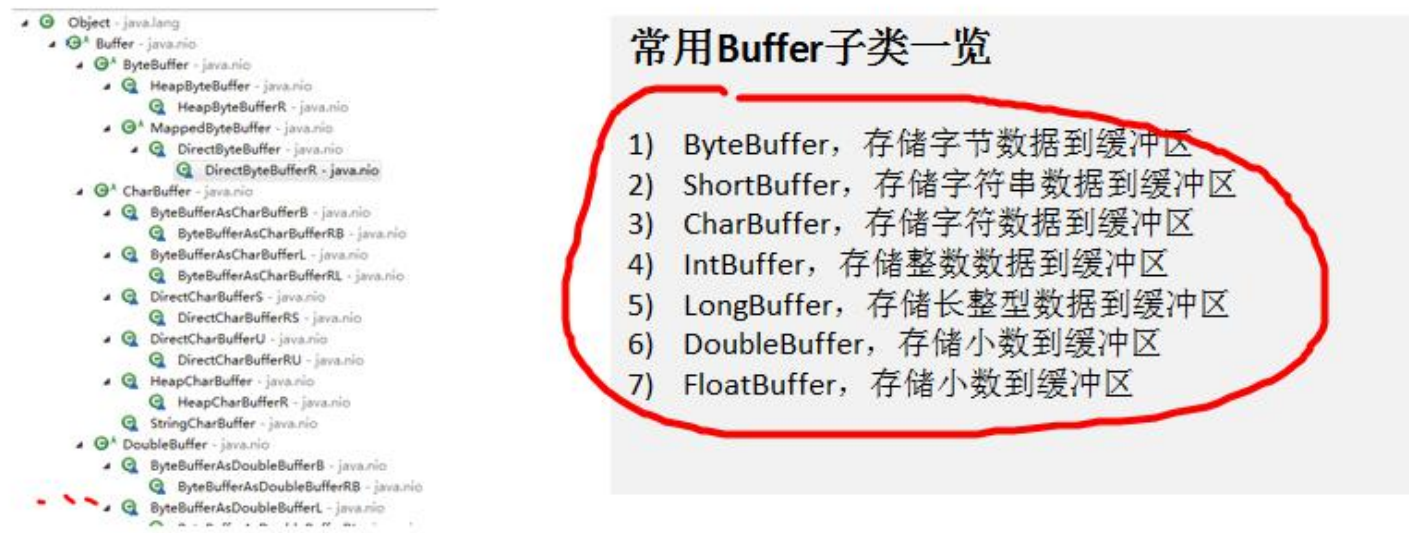 Object - java.lang
Buffer - java.nio
ByteBuffer - java.nio
HeapByteBuffer - java.nio
HeapByteBufferR - java.nio
MappedByteBuffer - java.nio
DirectByteBuffer - java.nio
DirectByteBufferR - java.nio
CharBuffer - java.nio
ByteBufferAsCharBufferB - java.nio
ByteBufferAsCharBufferRB - java.nio
ByteBufferAsCharBufferL - java.nio
ByteBufferAsCharBufferRL - java.nio
DirectCharBufferS - java.nio
DirectCharBufferRS - java.nio
DirectCharBufferU - java.nio
DirectCharBufferRU - java.nio
HeapCharBuffer - java.nio
HeapCharBufferR - java.nio
StringCharBuffer - java.nio
DoubleBuffer - java.nio
ByteBufferAsDoubleBufferB - java.nio
ByteBufferAsDoubleBufferRB - java.nio
ByteBufferAsDoubleBufferL - java.nio
常用Buffer子类一览
1) ByteBuffer，存储字节数据到缓冲区
2) ShortBuffer，存储字符串数据到缓冲区
3) CharBuffer，存储字符数据到缓冲区
4) IntBuffer，存储整数数据到缓冲区
5) LongBuffer，存储长整型数据到缓冲区
6) DoubleBuffer，存储小数到缓冲区
7) FloatBuffer，存储小数到缓冲区